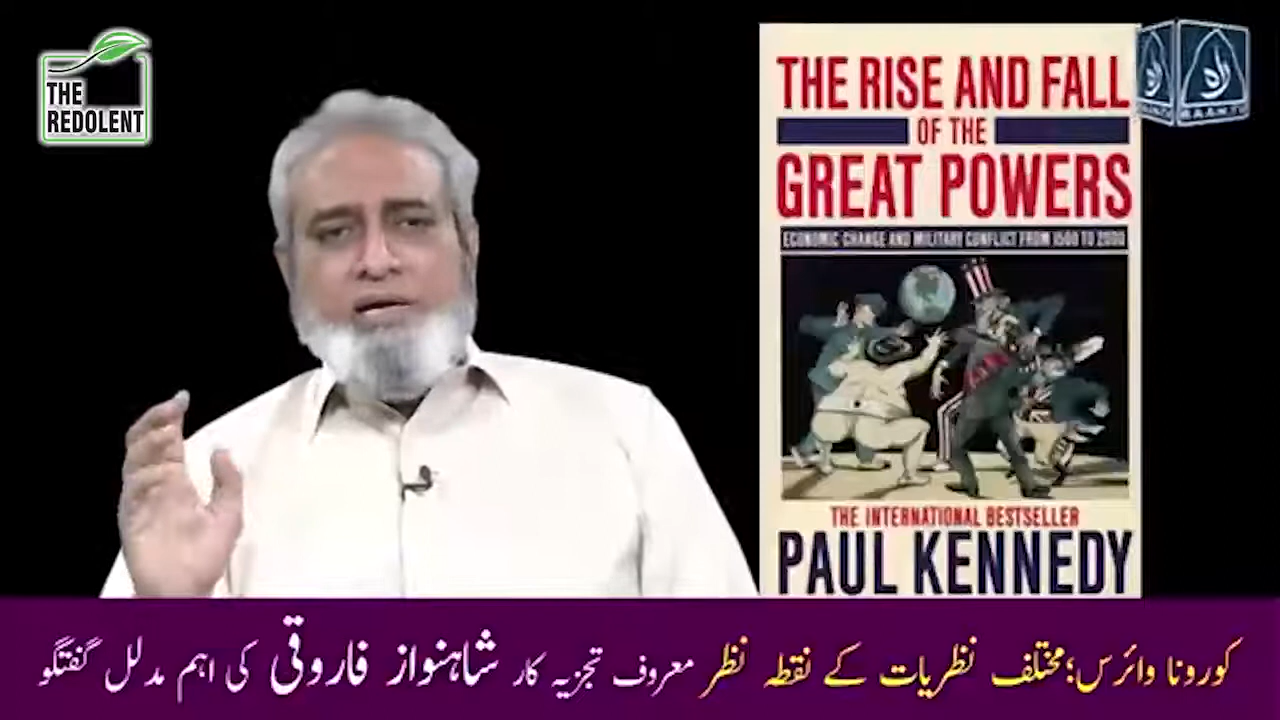 THE
REDOLENT
THE RISE AND FALL
OF THE
GREAT POWERS
ECONOMIC CHANGE AND MILITARY CONFLICT FROM 1500 TO 2000
THE INTERNATIONAL BESTSELLER
PAUL KENNEDY
RAAH TV
کورونا وائرس؛مختلف نظریات کے نقطہ نظر معروف تجزیہ کار شاہنواز فاروقی کی اہم مدلل گفتگو